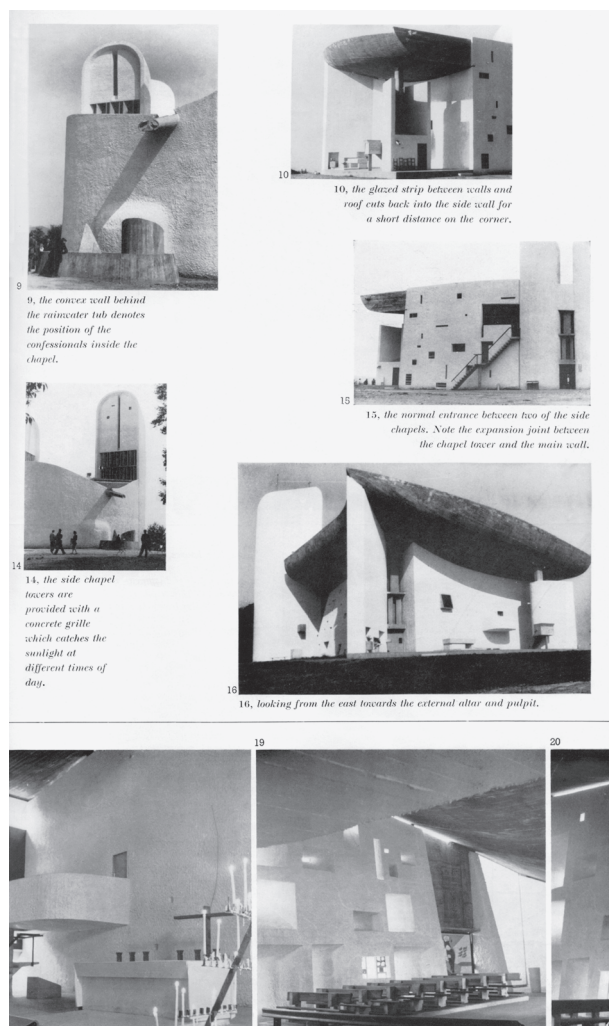 9
9, the convex wall behind
the rainwater tub denotes
the position of the
confessionals inside the
chapel.
10
10, the glazed strip between walls and
roof cuts back into the side wall for
a short distance on the corner.
15
15, the normal entrance between two of the side
chapels. Note the expansion joint between
the chapel tower and the main wall.
14
14, the side chapel
towers are
provided with a
concrete grille
which catches the
sunlight at
different times of
day.
16
16, looking from the east towards the external altar and pulpit.
19
20